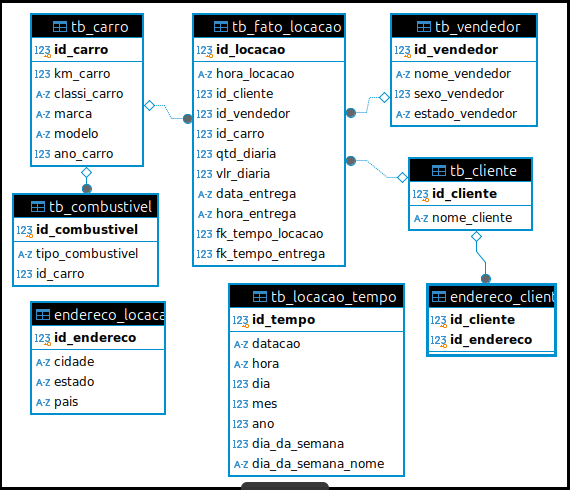 tb_carro
123 id_carro
123 km_carro
A-Z classi_carro
A-Z marca
A-Z modelo
123 ano_carro
tb_fato_locacao
123 id_locacao
A-Z hora_locacao
123 id_cliente
123 id_vendedor
123 id_carro
123 qtd_diaria
123 vlr_diaria
A-Z data_entrega
A-Z hora_entrega
123 fk_tempo_locacao
123 fk_tempo_entrega
tb_vendedor
123 id_vendedor
A-Z nome_vendedor
123 sexo_vendedor
A-Z estado_vendedor
tb_cliente
123 id_cliente
A-Z nome_cliente
tb_combustivel
123 id_combustivel
A-Z tipo_combustivel
123 id_carro
endereco_locaca
123 id_endereco
A-Z cidade
A-Z estado
A-Z pais
tb_locacao_tempo
123 id_tempo
A-Z datacao
A-Z hora
123 dia
123 mes
123 ano
123 dia_da_semana
A-Z dia_da_semana_nome
endereco_client
123 id_cliente
123 id_endereco